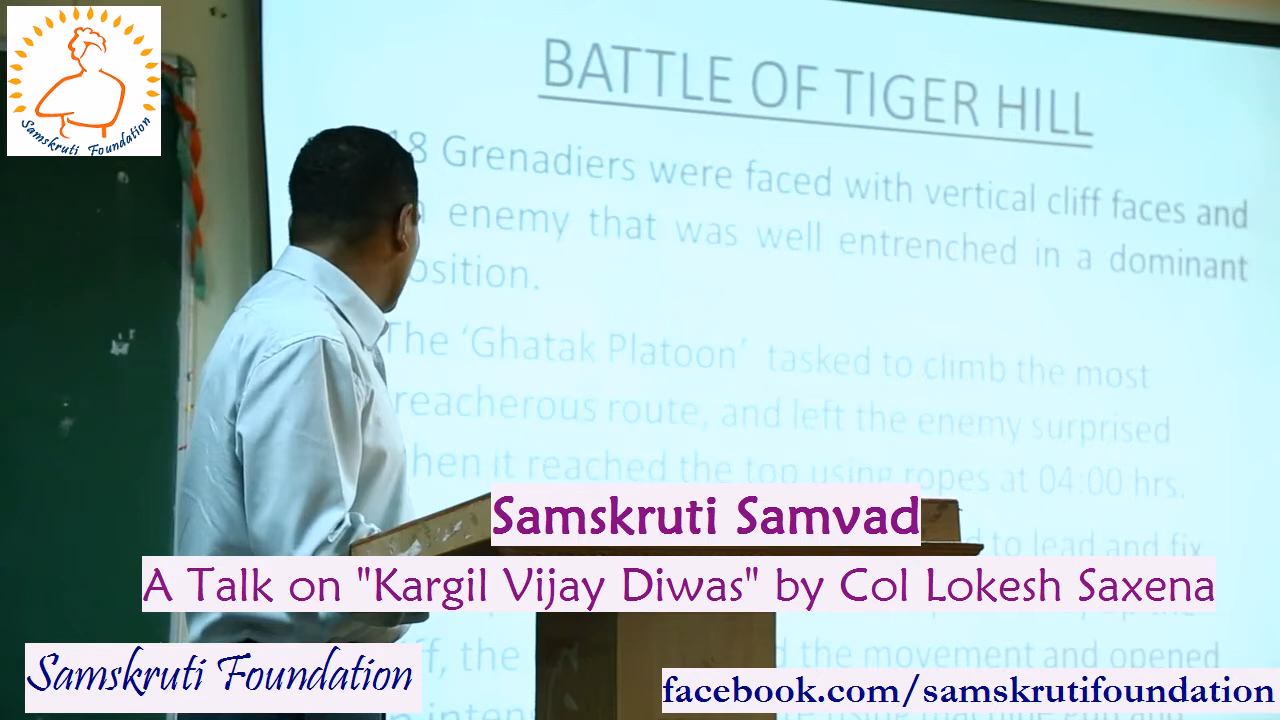 Samskruti Foundation
BATTLE OF TIGER HILL
18 Grenadiers were faced with vertical cliff faces and
enemy that was well entrenched in a dominant
osition.
The ‘Ghatak Platoon’ tasked to climb the most
reacherous route, and left the enemy surprised
hen it reached the top using ropes at 04:00 hrs.
to lead and fix
Samskruti Samvad
A Talk on "Kargil Vijay Diwas" by Col Lokesh Saxena
the
the movement and opened
Samskruti Foundation
facebook.com/samskrutifoundation